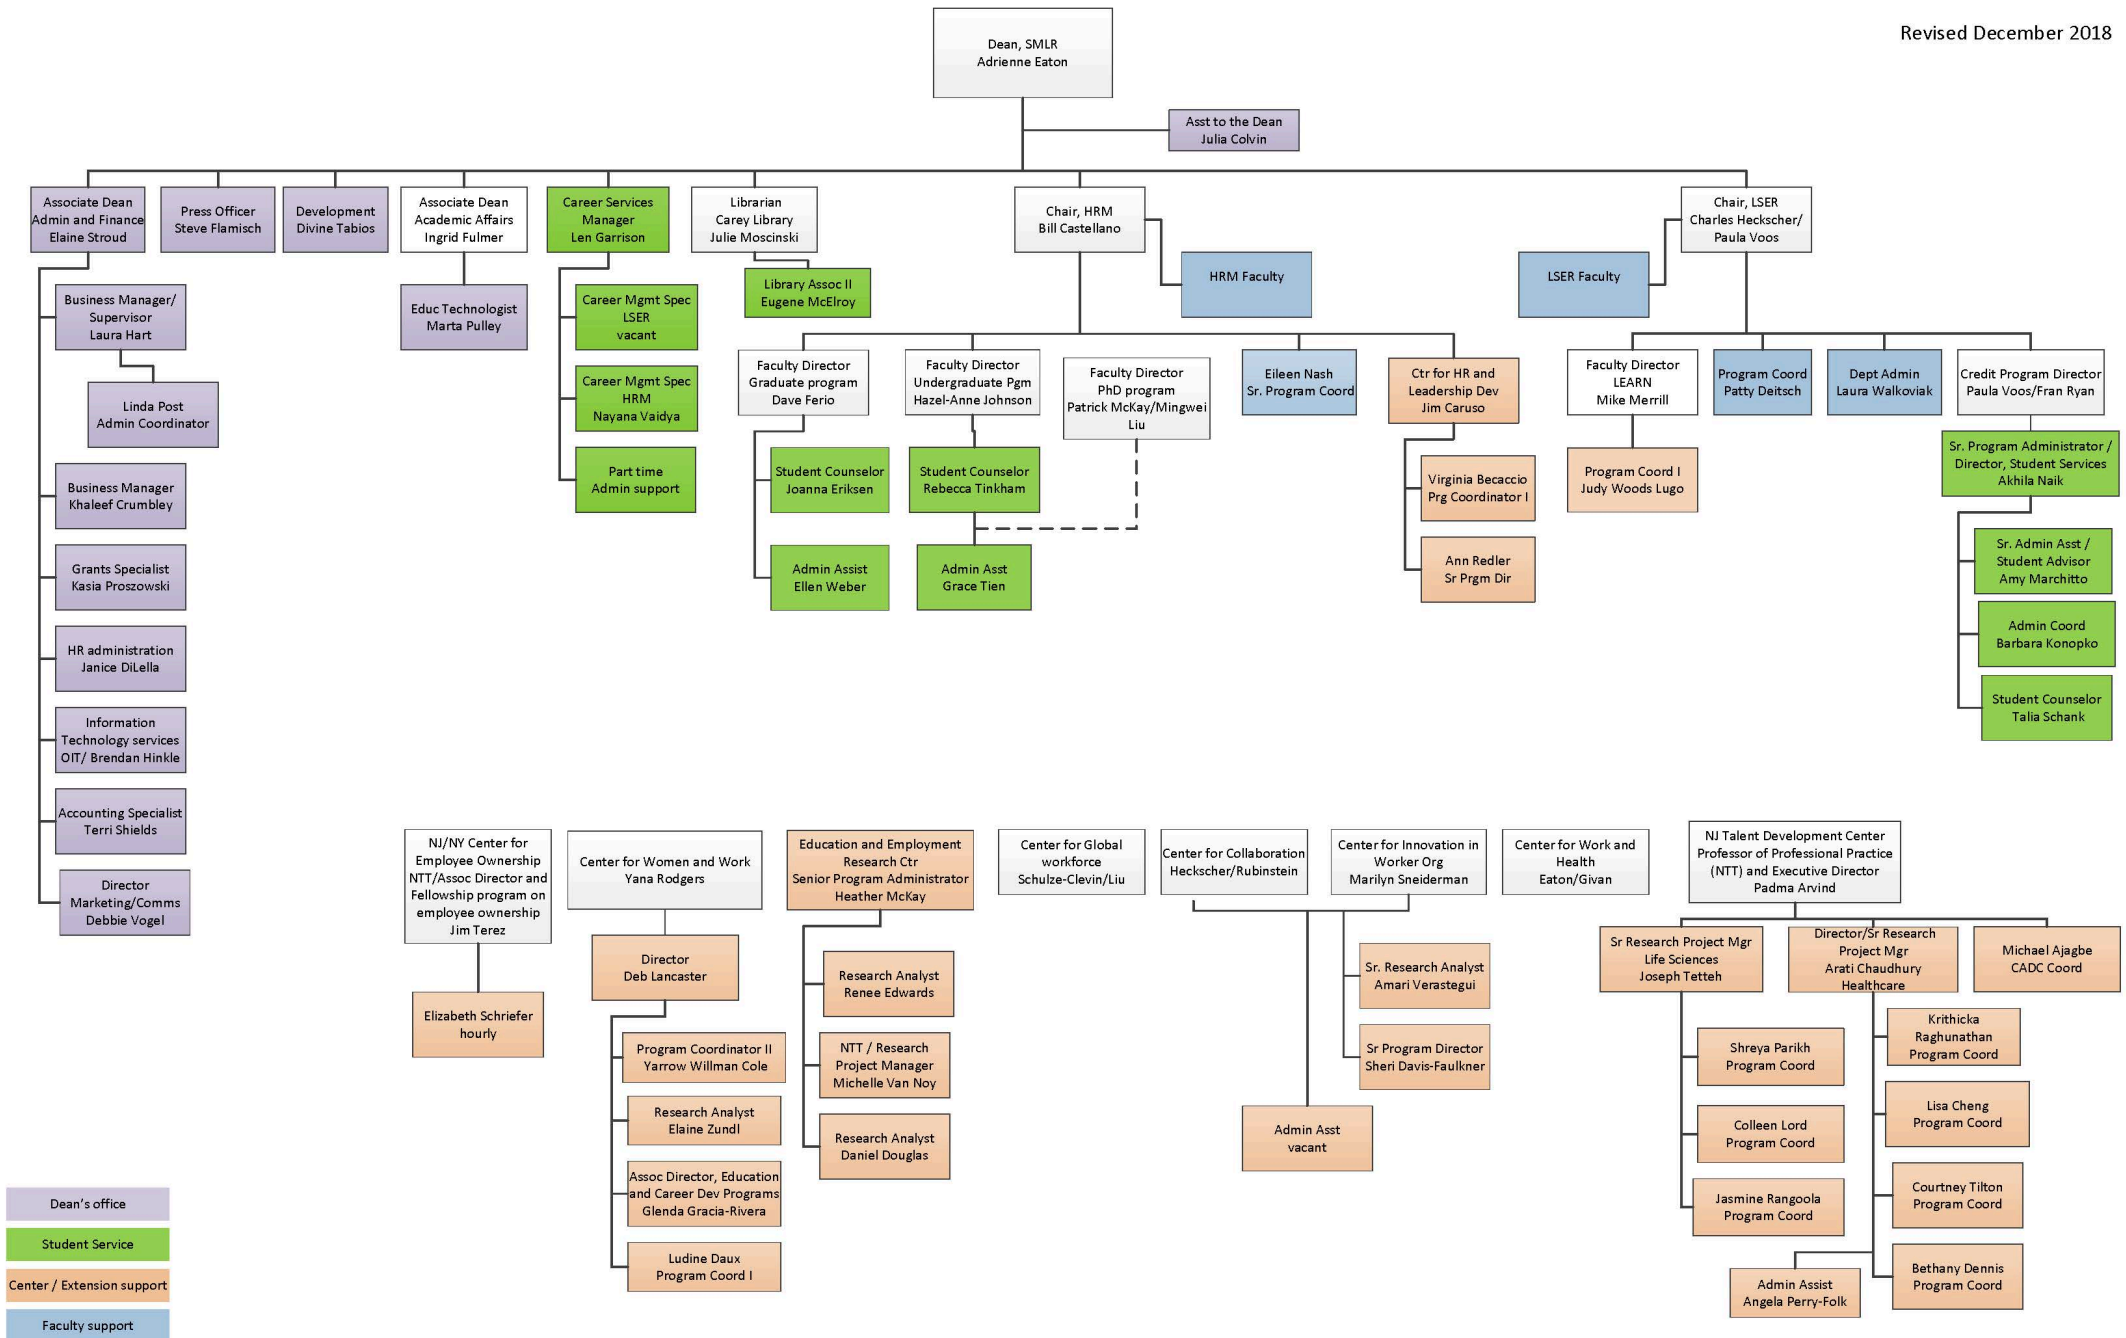 Revised December 2018
Dean, SMLR
Adrienne Eaton
Asst to the Dean
Julia Colvin
Associate Dean
Admin and Finance
Elaine Stroud
Press Officer
Steve Flamisch
Development
Divine Tabios
Associate Dean
Academic Affairs
Ingrid Fulmer
Career Services
Manager
Len Garrison
Librarian
Carey Library
Julie Moscinski
Chair, HRM
Bill Castellano
Chair, LSER
Charles Heckscher/
Paula Voos
HRM Faculty
LSER Faculty
Library Assoc II
Eugene McElroy
Educ Technologist
Marta Pulley
Business Manager/
Supervisor
Laura Hart
Linda Post
Admin Coordinator
Business Manager
Khaleef Crumbley
Grants Specialist
Kasia Proszowski
HR administration
Janice DiLella
Information
Technology services
OIT/ Brendan Hinkle
Accounting Specialist
Terri Shields
Director
Marketing/Comms
Debbie Vogel
Career Mgmt Spec
LSER
vacant
Career Mgmt Spec
HRM
Nayana Vaidya
Part time
Admin support
Faculty Director
Graduate program
Dave Ferio
Faculty Director
Undergraduate Pgm
Hazel-Anne Johnson
Faculty Director
PhD program
Patrick McKay/Mingwei
Liu
Eileen Nash
Sr. Program Coord
Ctr for HR and
Leadership Dev
Jim Caruso
Student Counselor
Joanna Eriksen
Admin Assist
Ellen Weber
Student Counselor
Rebecca Tinkham
Admin Asst
Grace Tien
Virginia Becaccio
Prg Coordinator I
Ann Redler
Sr Prgm Dir
Faculty Director
LEARN
Mike Merrill
Program Coord
Patty Deitsch
Dept Admin
Laura Walkoviak
Credit Program Director
Paula Voos/Fran Ryan
Program Coord I
Judy Woods Lugo
Sr. Program Administrator /
Director, Student Services
Akhila Naik
Sr. Admin Asst /
Student Advisor
Amy Marchitto
Admin Coord
Barbara Konopko
Student Counselor
Talia Schank
NJ/NY Center for
Employee Ownership
NTT/Assoc Director and
Fellowship program on
employee ownership
Jim Terez
Elizabeth Schriefer
hourly
Center for Women and Work
Yana Rodgers
Director
Deb Lancaster
Program Coordinator II
Yarrow Willman Cole
Research Analyst
Elaine Zundl
Assoc Director, Education
and Career Dev Programs
Glenda Gracia-Rivera
Ludine Daux
Program Coord I
Education and Employment
Research Ctr
Senior Program Administrator
Heather McKay
Research Analyst
Renee Edwards
NTT / Research
Project Manager
Michelle Van Noy
Research Analyst
Daniel Douglas
Center for Global
workforce
Schulze-Clevin/Liu
Center for Collaboration
Heckscher/Rubinstein
Center for Innovation in
Worker Org
Marilyn Sneiderman
Center for Work and
Health
Eaton/Givan
Sr. Research Analyst
Amari Verastegui
Sr Program Director
Sheri Davis-Faulkner
Admin Asst
vacant
NJ Talent Development Center
Professor of Professional Practice
(NTT) and Executive Director
Padma Arvind
Sr Research Project Mgr
Life Sciences
Joseph Tetteh
Director/Sr Research
Project Mgr
Arati Chaudhury
Healthcare
Michael Ajagbe
CADC Coord
Shreya Parikh
Program Coord
Colleen Lord
Program Coord
Jasmine Rangoola
Program Coord
Krithicka
Raghunathan
Program Coord
Lisa Cheng
Program Coord
Courtney Tilton
Program Coord
Bethany Dennis
Program Coord
Admin Assist
Angela Perry-Folk
Dean's office
Student Service
Center / Extension support
Faculty support